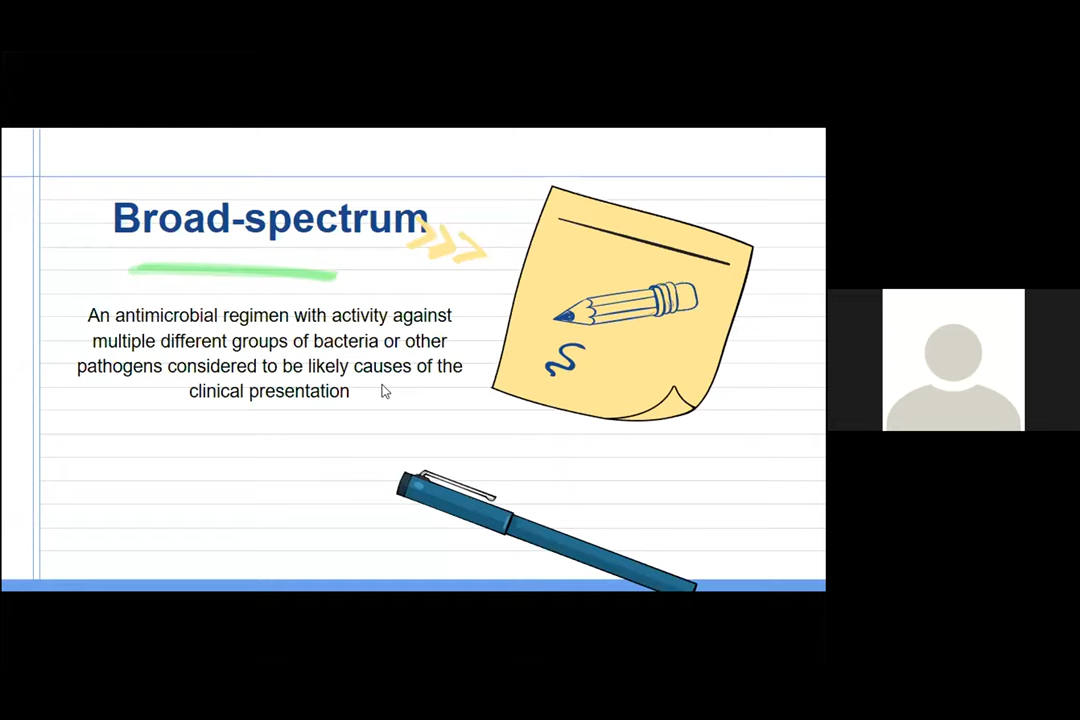 Broad-spectrum
An antimicrobial regimen with activity against
multiple different groups of bacteria or other
pathogens considered to be likely causes of the
clinical presentation